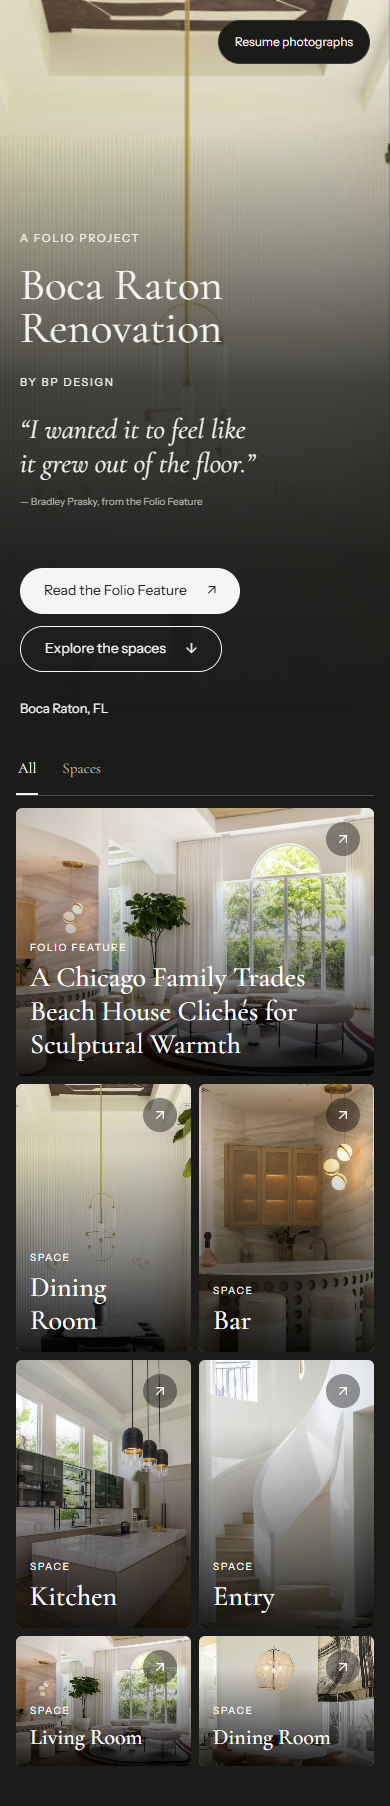 Resume photographs
A FOLIO PROJECT
Boca Raton
Renovation
BY BP DESIGN
“I wanted it to feel like
it grew out of the floor.”
— Bradley Prasky, from the Folio Feature
Read the Folio Feature
Explore the spaces
Boca Raton, FL
All
Spaces
FOLIO FEATURE
A Chicago Family Trades
Beach House Clichés for
Sculptural Warmth
SPACE
Dining
Room
SPACE
Bar
SPACE
Kitchen
SPACE
Entry
SPACE
Living Room
SPACE
Dining Room